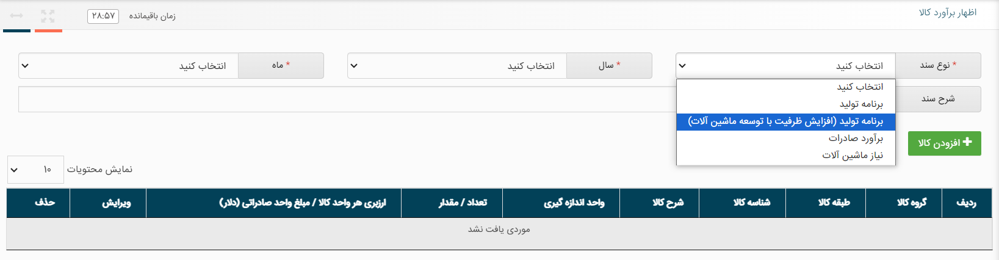 اظهار برآورد کالا
زمان باقیمانده ۲۸:۵۷
* نوع سند انتخاب کنید * سال انتخاب کنید * ماه انتخاب کنید
انتخاب کنید
برنامه تولید
برنامه تولید (افزایش ظرفیت با توسعه ماشین آلات)
برآورد صادرات
نیاز ماشین آلات
شرح سند
افزودن کالا
نمایش محتویات ۱۰
ردیف گروه کالا طبقه کالا شناسه کالا شرح کالا واحد اندازه گیری تعداد / مقدار ارزبری هر واحد کالا / مبلغ واحد صادراتی (دلار) ویرایش حذف
موردی یافت نشد